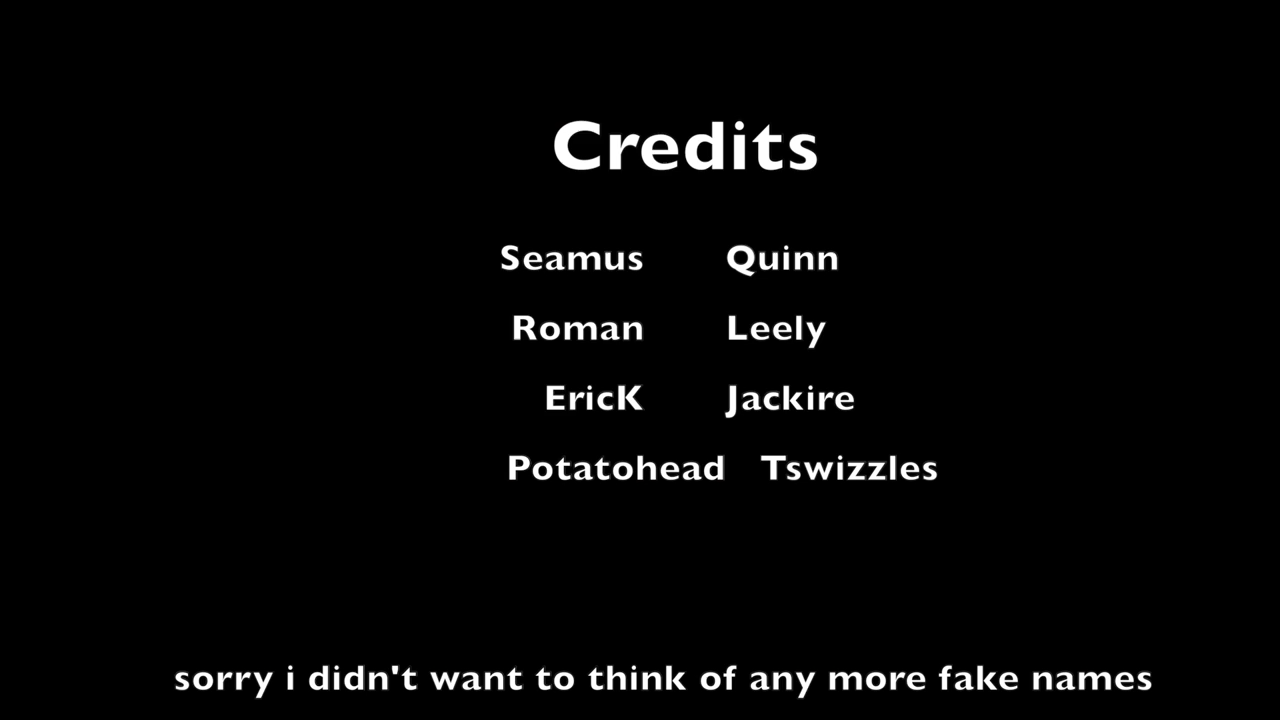 Credits
Seamus Quinn
Roman Leely
EricK Jackire
Potatohead Tswizzles
sorry i didn't want to think of any more fake names